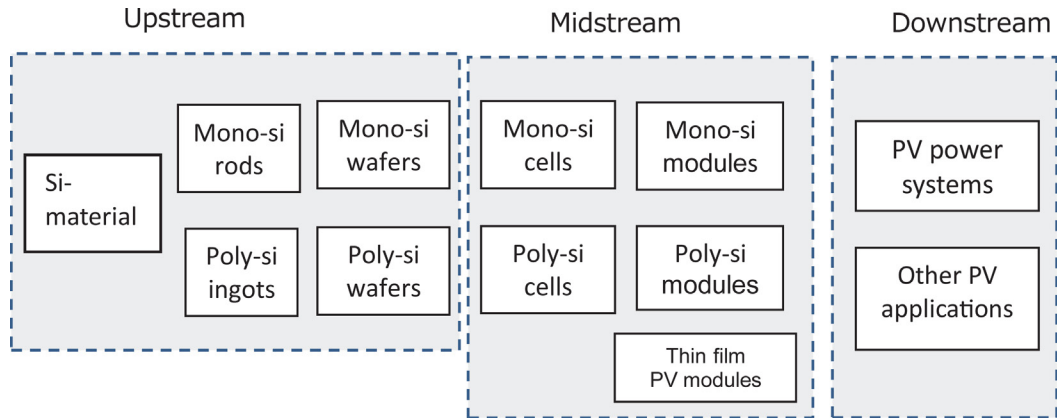 Upstream
Midstream
Downstream
Si-
material
Mono-si
rods
Mono-si
wafers
Poly-si
ingots
Poly-si
wafers
Mono-si
cells
Mono-si
modules
Poly-si
cells
Poly-si
modules
Thin film
PV modules
PV power
systems
Other PV
applications